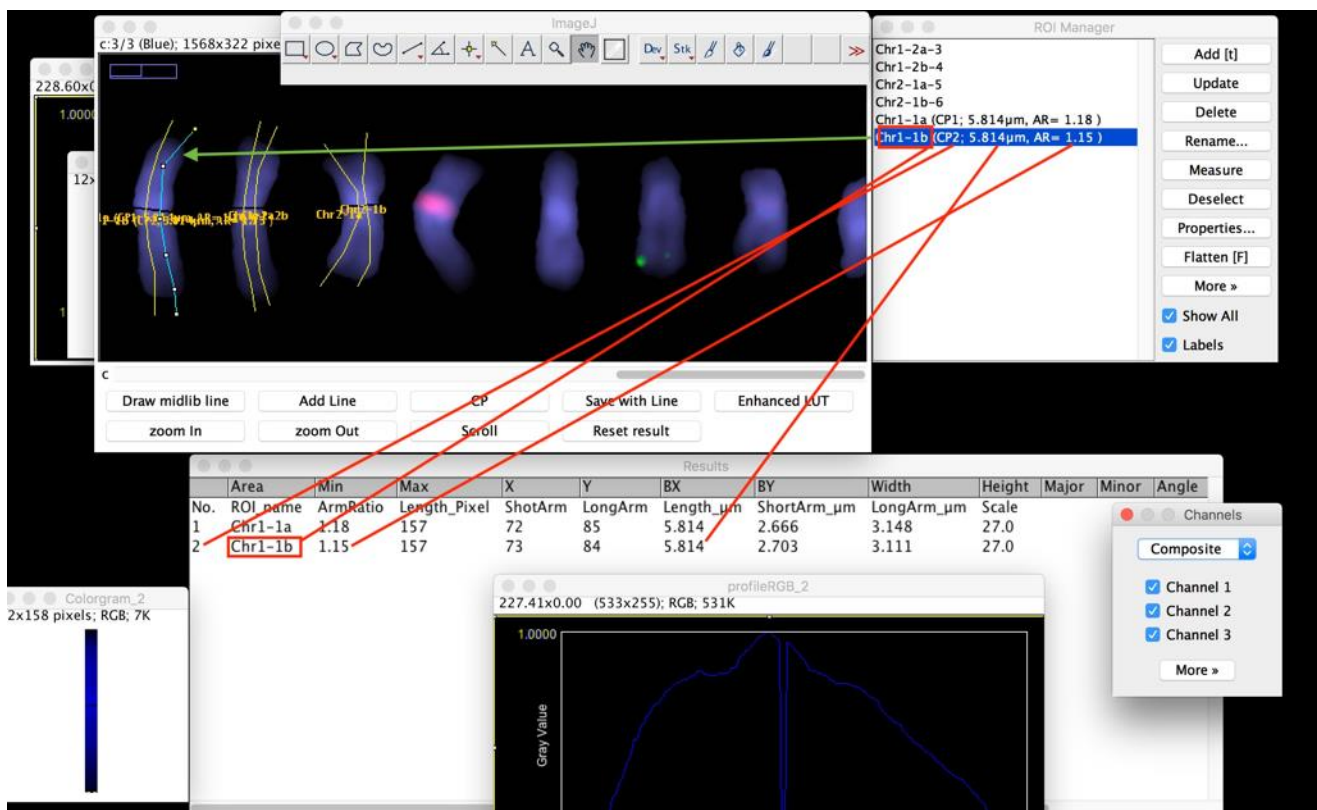 ImageJ
ROI Manager
c:3/3 (Blue); 1568x322 pixe
A
Dev
Stk
>>
Chr1-2a-3
Chr1-2b-4
Chr2-1a-5
Chr2-1b-6
Chr1-1a (CP1; 5.814µm, AR= 1.18 )
Chr1-1b (CP2; 5.814µm, AR= 1.15 )
Add [t]
Update
Delete
Rename...
Measure
Deselect
Properties...
Flatten [F]
More »
Show All
Labels
228.60x0
1.0000
12x
1
c
Draw midlib line
Add Line
CP
Save with Line
Enhanced LUT
zoom In
zoom Out
Scroll
Reset result
Results
Area Min Max X Y BX BY Width Height Major Minor Angle
No. ROI_name ArmRatio Length_Pixel ShotArm LongArm Length_µm ShortArm_µm LongArm_µm Scale
1 Chr1-1a 1.18 157 72 85 5.814 2.666 3.148 27.0
2 Chr1-1b 1.15 157 73 84 5.814 2.703 3.111 27.0
Channels
Composite
Channel 1
Channel 2
Channel 3
More »
Colorgram_2
2x158 pixels; RGB; 7K
profileRGB_2
227.41x0.00 (533x255); RGB; 531K
1.0000
Gray Value